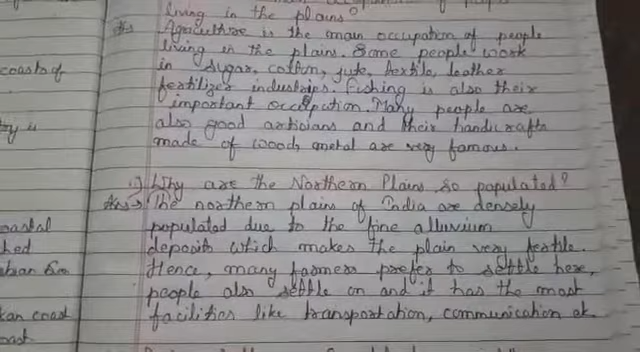 living in the plains?
Ans Agriculture is the main occupation of people
living in the plains. Some people work
in sugar, cotton, jute, textile, leather
fertilizer industries. Fishing is also their
important occupation. Many people are
also good artisians and their handicrafts
made of wood, metal are very famous.
i) Why are the Northern Plains so populated?
Ans→ The northern plains of India are densely
populated due to the fine alluvium
deposits which makes the plain very fertile.
Hence, many farmers prefer to settle here,
people also settle on and it has the most
facilities like transportation, communication etc.
coasts of
is
coastal
kan coast